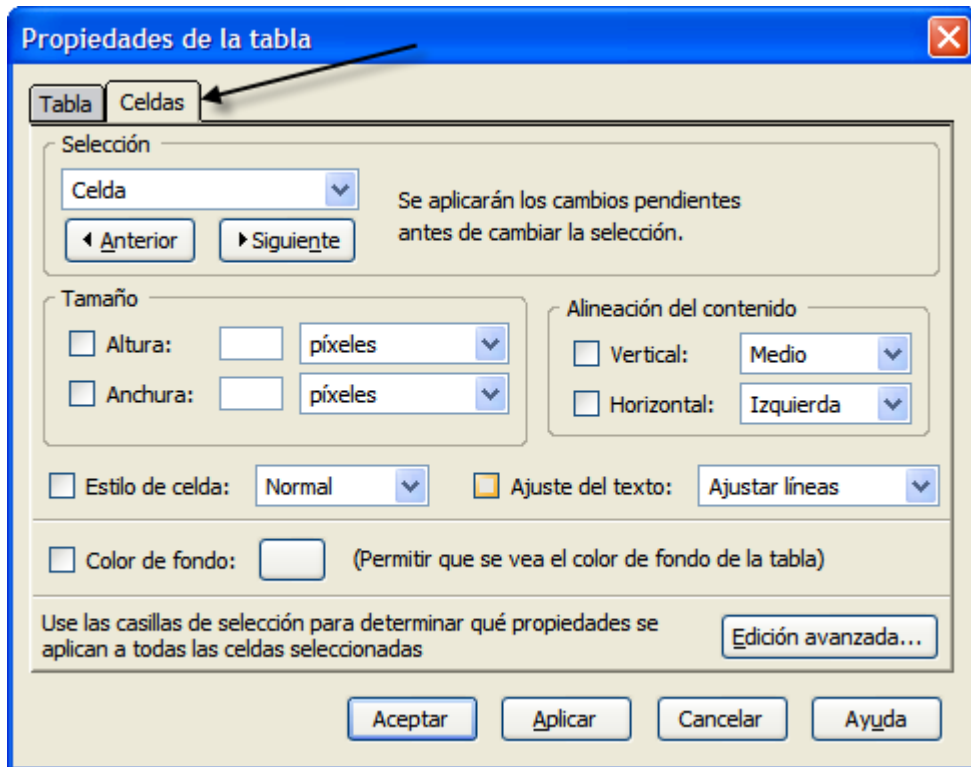 Propiedades de la tabla
Tabla
Celdas
Selección
Celda
Anterior
Siguiente
Se aplicarán los cambios pendientes
antes de cambiar la selección.
Tamaño
Altura:
píxeles
Anchura:
píxeles
Alineación del contenido
Vertical:
Medio
Horizontal:
Izquierda
Estilo de celda:
Normal
Ajuste del texto:
Ajustar líneas
Color de fondo:
(Permitir que se vea el color de fondo de la tabla)
Use las casillas de selección para determinar qué propiedades se
aplican a todas las celdas seleccionadas
Edición avanzada...
Aceptar
Aplicar
Cancelar
Ayuda